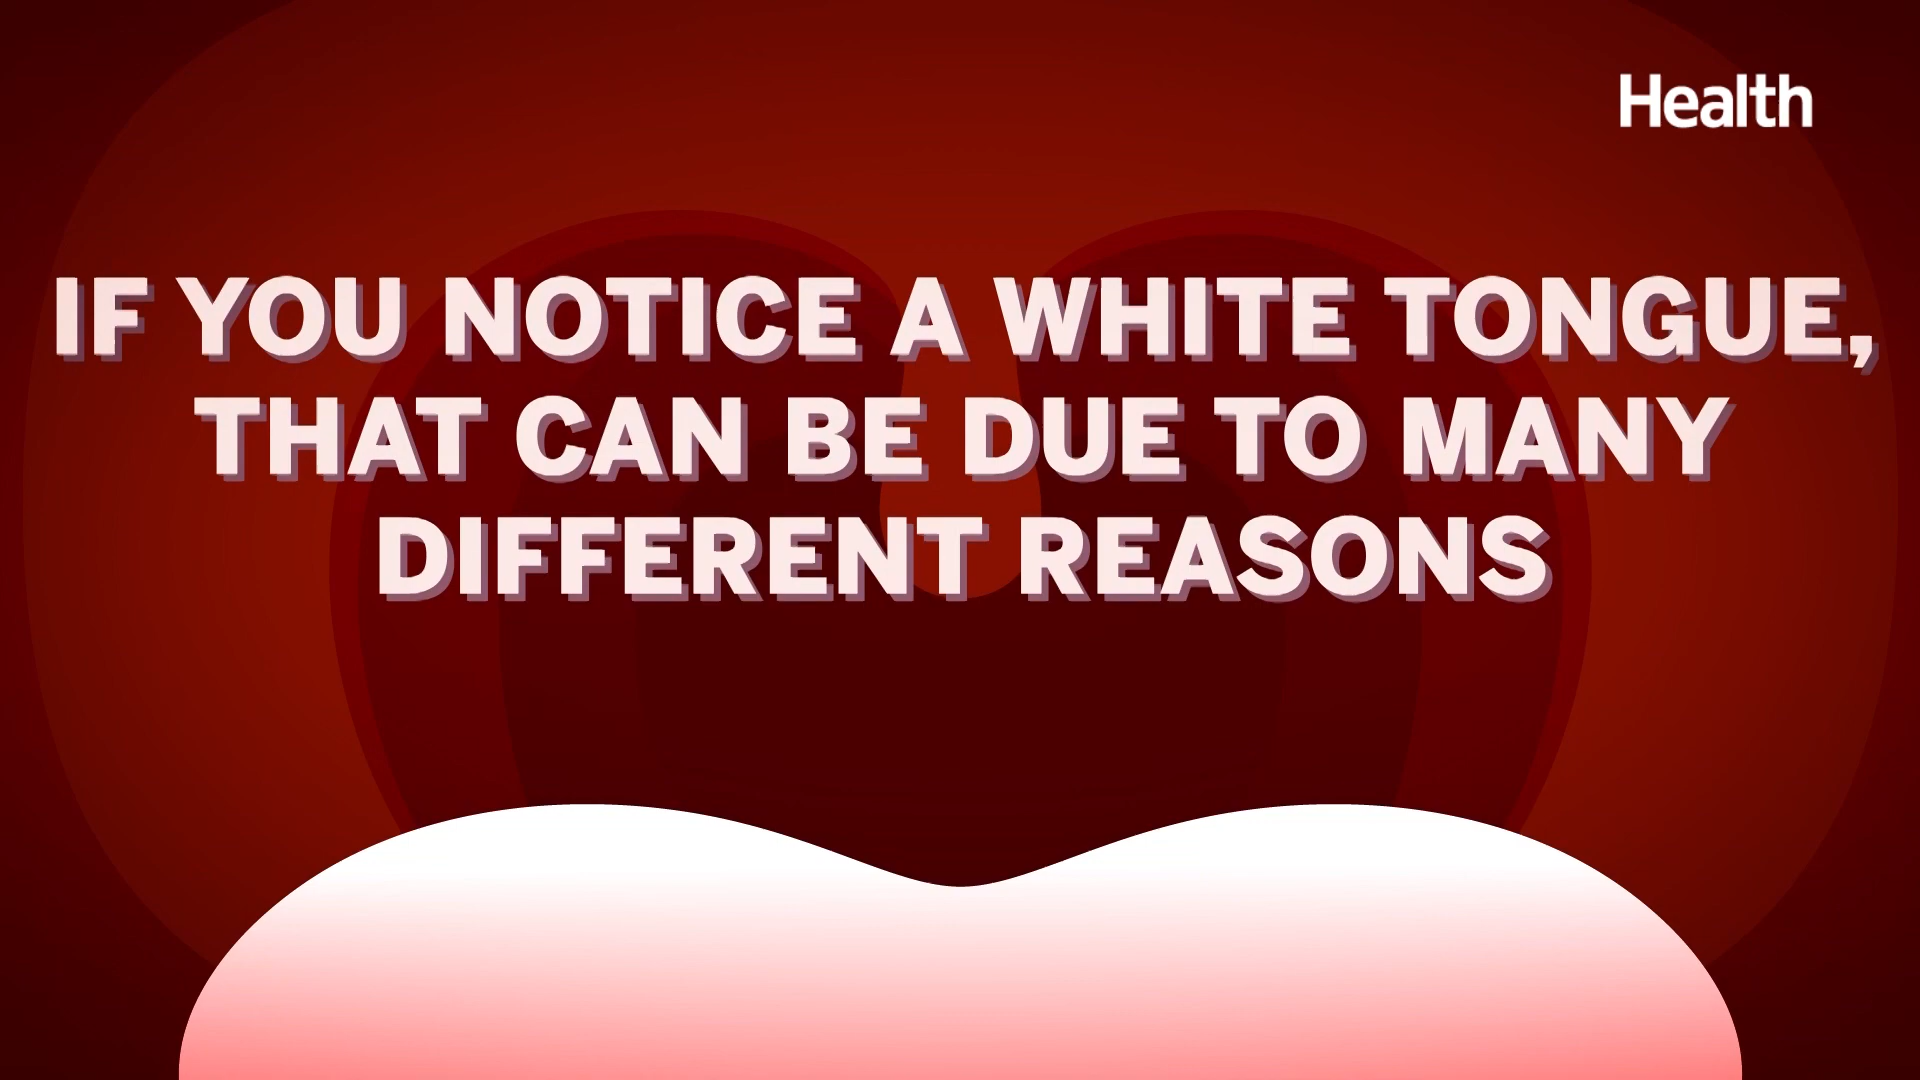 Health
IF YOU NOTICE A WHITE TONGUE,
THAT CAN BE DUE TO MANY
DIFFERENT REASONS